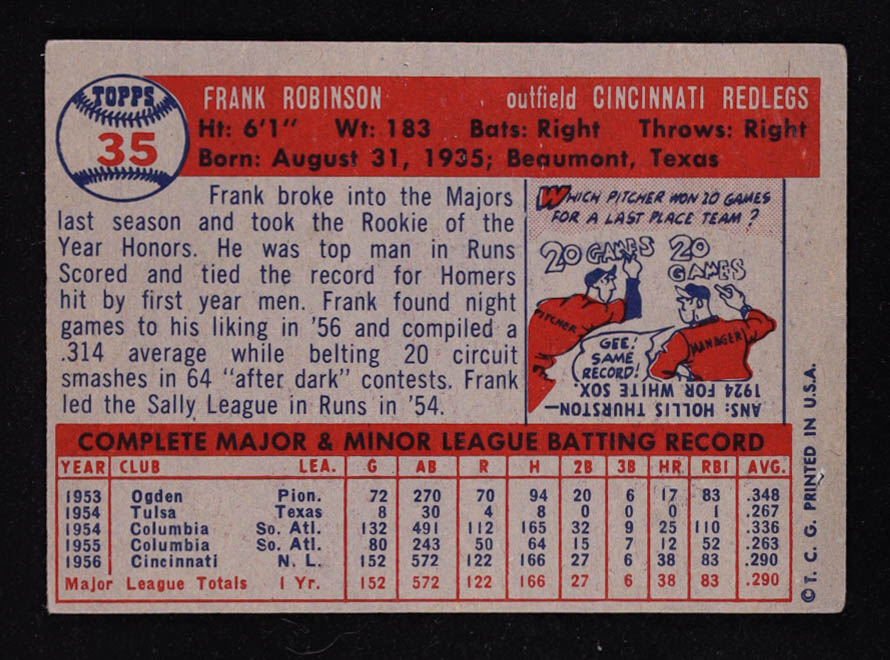 TOPPS
35
FRANK ROBINSON outfield CINCINNATI REDLEGS
Ht: 6'1" Wt: 183 Bats: Right Throws: Right
Born: August 31, 1935; Beaumont, Texas
Frank broke into the Majors
last season and took the Rookie of the
Year Honors. He was top man in Runs
Scored and tied the record for Homers
hit by first year men. Frank found night
games to his liking in '56 and compiled a
.314 average while belting 20 circuit
smashes in 64 "after dark" contests. Frank
led the Sally League in Runs in '54.
WHICH PITCHER WON 20 GAMES
FOR A LAST PLACE TEAM ?
20 GAMES
20
GAMES
PITCHER
MANAGER
GEE!
SAME
RECORD!
ANS: HOLLIS THURSTON—
1924 FOR WHITE SOX.
COMPLETE MAJOR & MINOR LEAGUE BATTING RECORD
YEAR CLUB LEA. G AB R H 2B 3B HR RBI AVG.
1953 Ogden Pion. 72 270 70 94 20 6 17 83 .348
1954 Tulsa Texas 8 30 4 8 0 0 0 1 .267
1954 Columbia So. Atl. 132 491 112 165 32 9 25 110 .336
1955 Columbia So. Atl. 80 243 50 64 15 7 12 52 .263
1956 Cincinnati N. L. 152 572 122 166 27 6 38 83 .290
Major League Totals 1 Yr. 152 572 122 166 27 6 38 83 .290
©T. C. G. PRINTED IN U.S.A.